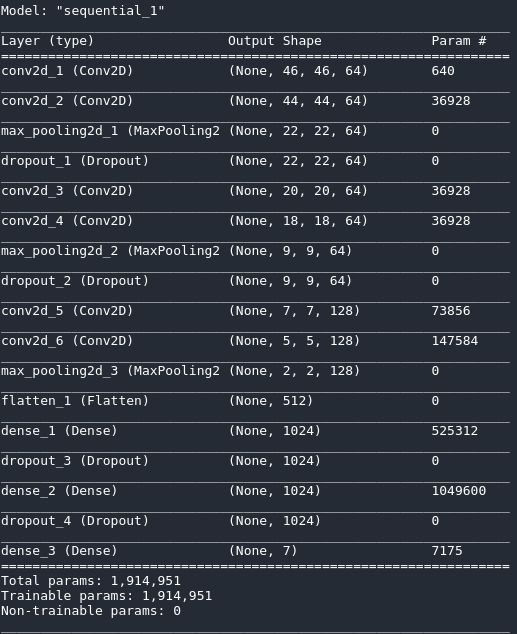 Model: "sequential_1"
Layer (type) Output Shape Param #
conv2d_1 (Conv2D) (None, 46, 46, 64) 640
conv2d_2 (Conv2D) (None, 44, 44, 64) 36928
max_pooling2d_1 (MaxPooling2 (None, 22, 22, 64) 0
dropout_1 (Dropout) (None, 22, 22, 64) 0
conv2d_3 (Conv2D) (None, 20, 20, 64) 36928
conv2d_4 (Conv2D) (None, 18, 18, 64) 36928
max_pooling2d_2 (MaxPooling2 (None, 9, 9, 64) 0
dropout_2 (Dropout) (None, 9, 9, 64) 0
conv2d_5 (Conv2D) (None, 7, 7, 128) 73856
conv2d_6 (Conv2D) (None, 5, 5, 128) 147584
max_pooling2d_3 (MaxPooling2 (None, 2, 2, 128) 0
flatten_1 (Flatten) (None, 512) 0
dense_1 (Dense) (None, 1024) 525312
dropout_3 (Dropout) (None, 1024) 0
dense_2 (Dense) (None, 1024) 1049600
dropout_4 (Dropout) (None, 1024) 0
dense_3 (Dense) (None, 7) 7175
Total params: 1,914,951
Trainable params: 1,914,951
Non-trainable params: 0